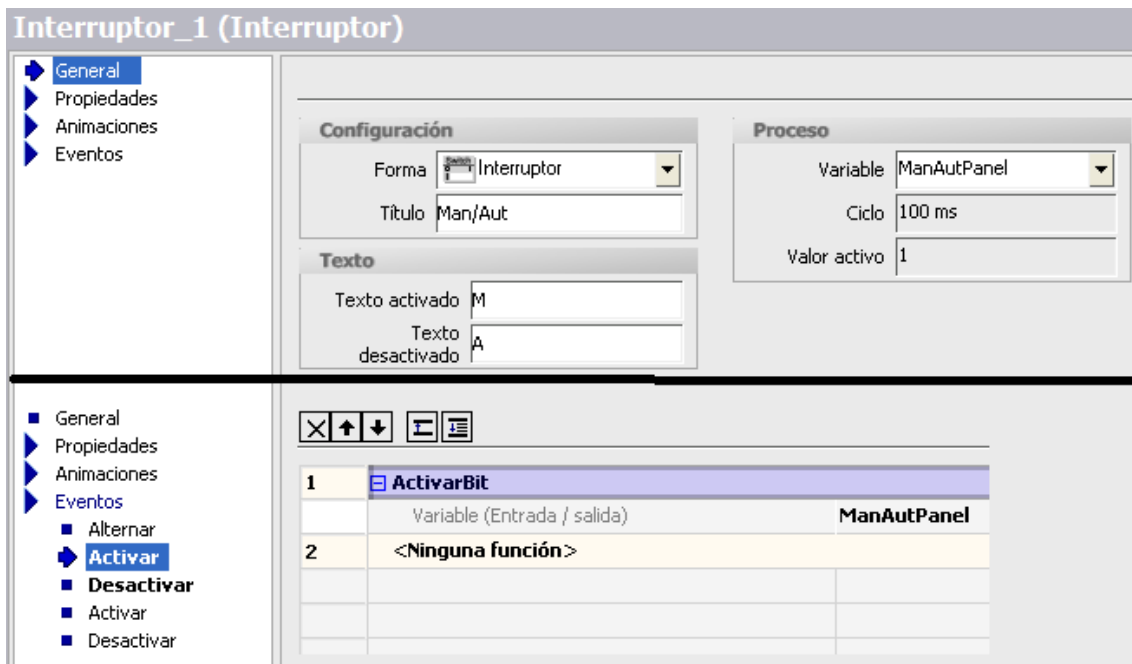 Interruptor_1 (Interruptor)
General
Propiedades
Animaciones
Eventos
Configuración
Forma Interruptor
Título Man/Aut
Texto
Texto activado M
Texto desactivado A
Proceso
Variable ManAutPanel
Ciclo 100 ms
Valor activo 1
General
Propiedades
Animaciones
Eventos
Alternar
Activar
Desactivar
Activar
Desactivar
1 ActivarBit
Variable (Entrada / salida) ManAutPanel
2 <Ninguna función>